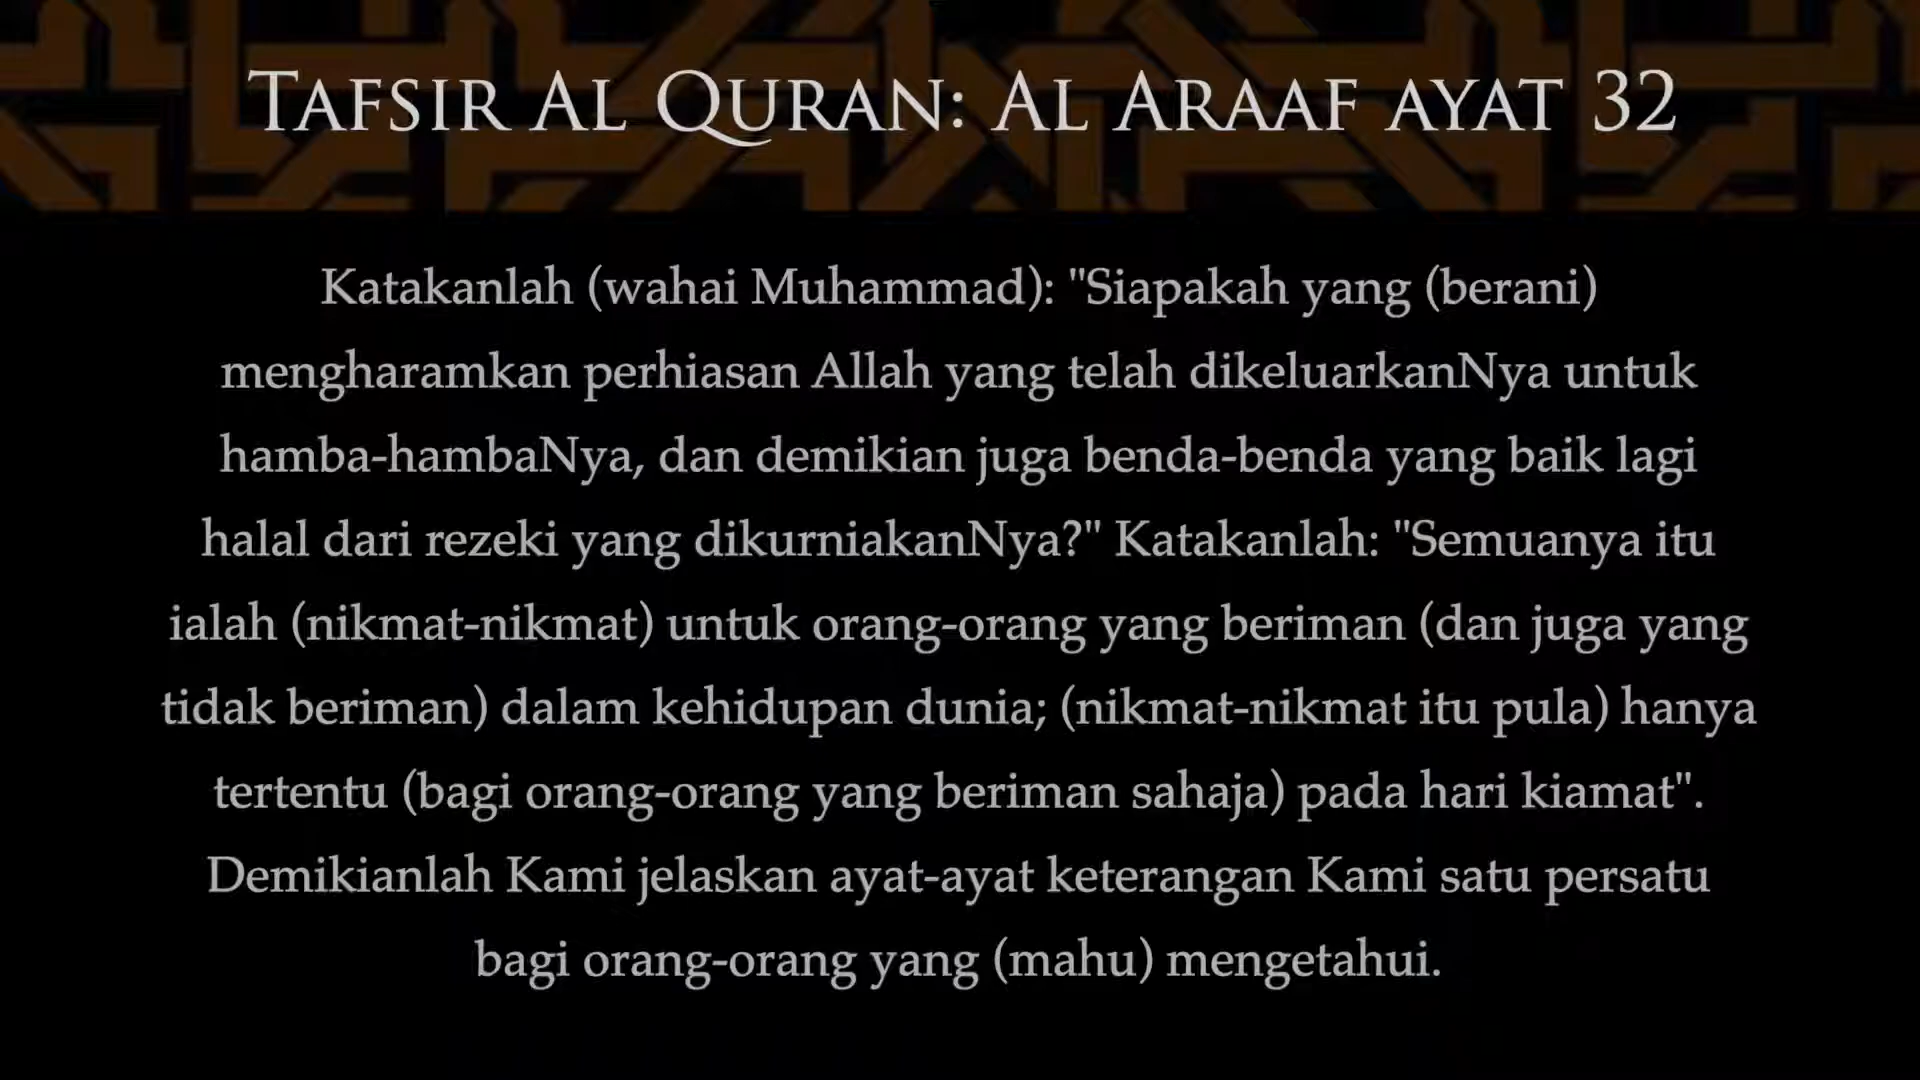 Tafsir Al Quran: Al Araaf ayat 32
Katakanlah (wahai Muhammad): "Siapakah yang (berani)
mengharamkan perhiasan Allah yang telah dikeluarkanNya untuk
hamba-hambaNya, dan demikian juga benda-benda yang baik lagi
halal dari rezeki yang dikurniakanNya?" Katakanlah: "Semuanya itu
ialah (nikmat-nikmat) untuk orang-orang yang beriman (dan juga yang
tidak beriman) dalam kehidupan dunia; (nikmat-nikmat itu pula) hanya
tertentu (bagi orang-orang yang beriman sahaja) pada hari kiamat".
Demikianlah Kami jelaskan ayat-ayat keterangan Kami satu persatu
bagi orang-orang yang (mahu) mengetahui.